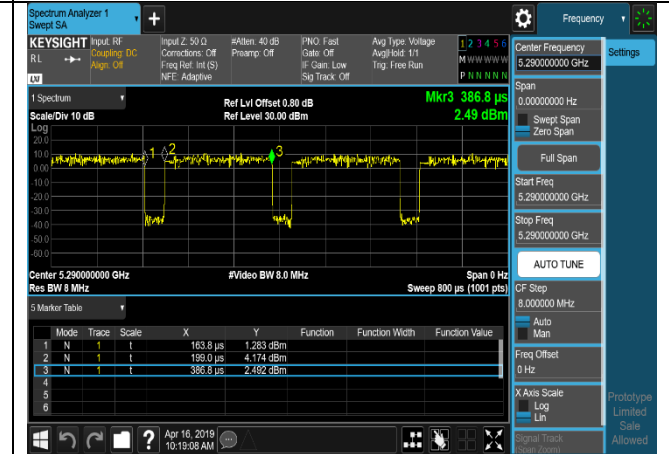 Spectrum Analyzer 1
Swept SA
+
Frequency
KEYSIGHT
RL
LXI
Input: RF
Coupling: DC
Align: Off
Input Z: 50 Ω
Corrections: Off
Freq Ref: Int (S)
NFE: Adaptive
#Atten: 40 dB
Preamp: Off
PNO: Fast
Gate: Off
IF Gain: Low
Sig Track: Off
Avg Type: Voltage
Avg|Hold: 1/1
Trig: Free Run
1 2 3 4 5 6
M W W W W W
P N N N N N
Center Frequency
5.290000000 GHz
Settings
Span
0.00000000 Hz
Swept Span
Zero Span
Full Span
Start Freq
5.290000000 GHz
Stop Freq
5.290000000 GHz
AUTO TUNE
CF Step
8.000000 MHz
Auto
Man
Freq Offset
0 Hz
X Axis Scale
Log
Lin
Signal Track
(Span Zoom)
Prototype
Limited
Sale
Allowed
1 Spectrum
Scale/Div 10 dB
Ref Lvl Offset 0.80 dB
Ref Level 30.00 dBm
Mkr3 386.8 µs
2.49 dBm
Log
20.0
10.0
0.00
-10.0
-20.0
-30.0
-40.0
-50.0
-60.0
1
2
3
Center 5.290000000 GHz
Res BW 8 MHz
#Video BW 8.0 MHz
Span 0 Hz
Sweep 800 µs (1001 pts)
5 Marker Table
Mode Trace Scale X Y Function Function Width Function Value
1 N 1 t 163.8 µs 1.283 dBm
2 N 1 t 199.0 µs 4.174 dBm
3 N 1 t 386.8 µs 2.492 dBm
4
5
6
?
Apr 16, 2019
10:19:08 AM